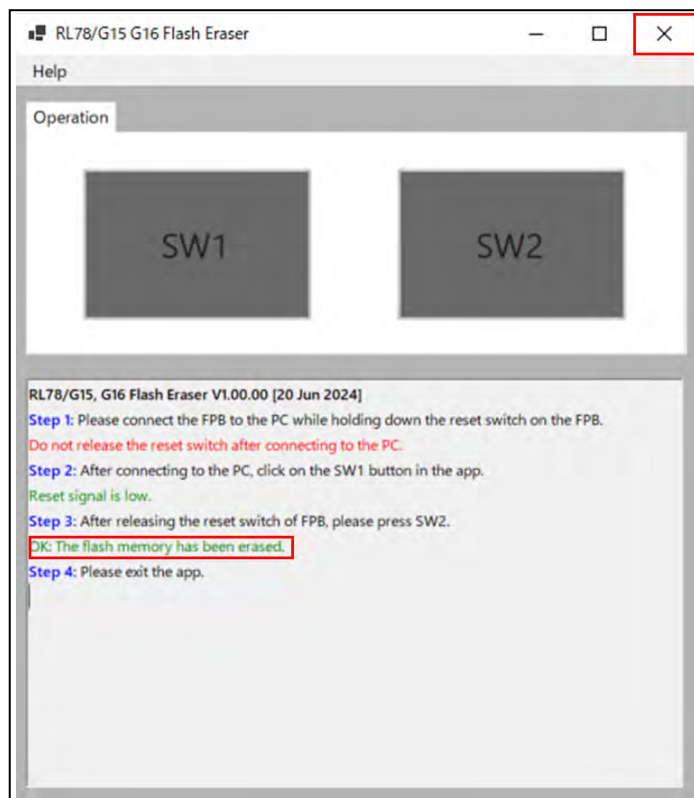 RL78/G15 G16 Flash Eraser
Help
Operation
SW1
SW2
RL78/G15, G16 Flash Eraser V1.00.00 [20 Jun 2024]
Step 1: Please connect the FPB to the PC while holding down the reset switch on the FPB.
Do not release the reset switch after connecting to the PC.
Step 2: After connecting to the PC, click on the SW1 button in the app.
Reset signal is low.
Step 3: After releasing the reset switch of FPB, please press SW2.
OK: The flash memory has been erased.
Step 4: Please exit the app.